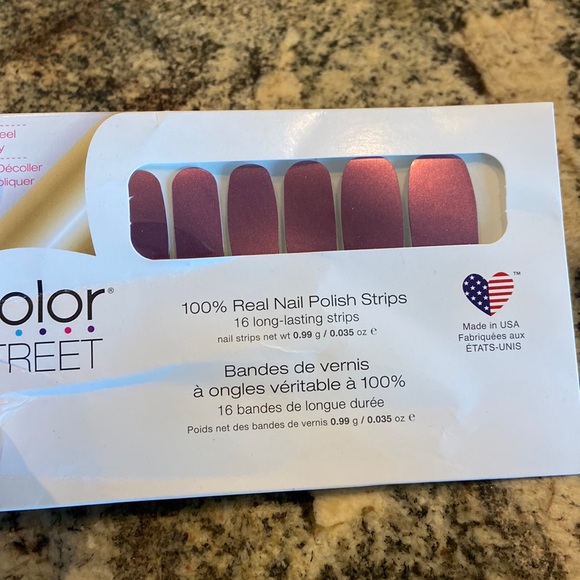 eel
y
Décoller
pliquer
olor®
TREET
100% Real Nail Polish Strips
16 long-lasting strips
nail strips net wt 0.99 g / 0.035 oz ℮
Bandes de vernis
à ongles véritable à 100%
16 bandes de longue durée
Poids net des bandes de vernis 0.99 g / 0.035 oz ℮
™
Made in USA
Fabriquées aux
ÉTATS-UNIS